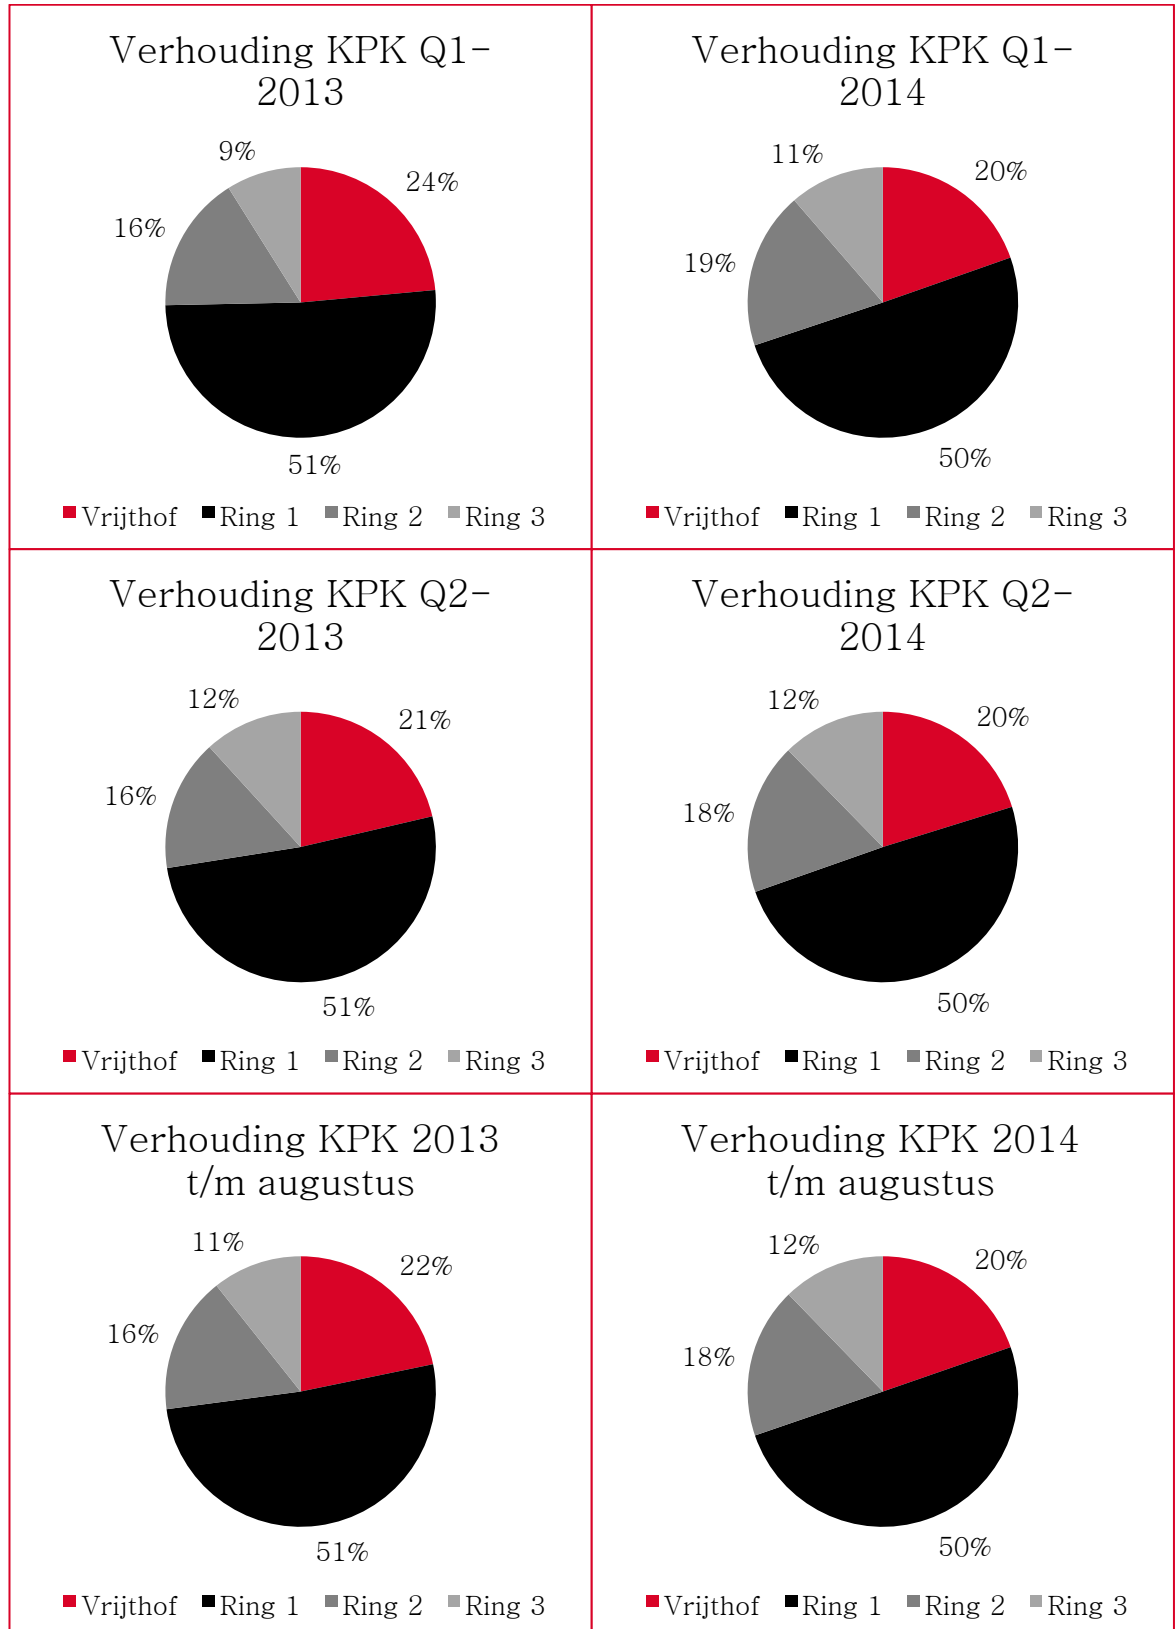 Verhouding KPK Q1-
2013
9%
24%
16%
51%
Vrijthof Ring 1 Ring 2 Ring 3
Verhouding KPK Q1-
2014
11%
20%
19%
50%
Vrijthof Ring 1 Ring 2 Ring 3
Verhouding KPK Q2-
2013
12%
21%
16%
51%
Vrijthof Ring 1 Ring 2 Ring 3
Verhouding KPK Q2-
2014
12%
20%
18%
50%
Vrijthof Ring 1 Ring 2 Ring 3
Verhouding KPK 2013
t/m augustus
11%
22%
16%
51%
Vrijthof Ring 1 Ring 2 Ring 3
Verhouding KPK 2014
t/m augustus
12%
20%
18%
50%
Vrijthof Ring 1 Ring 2 Ring 3